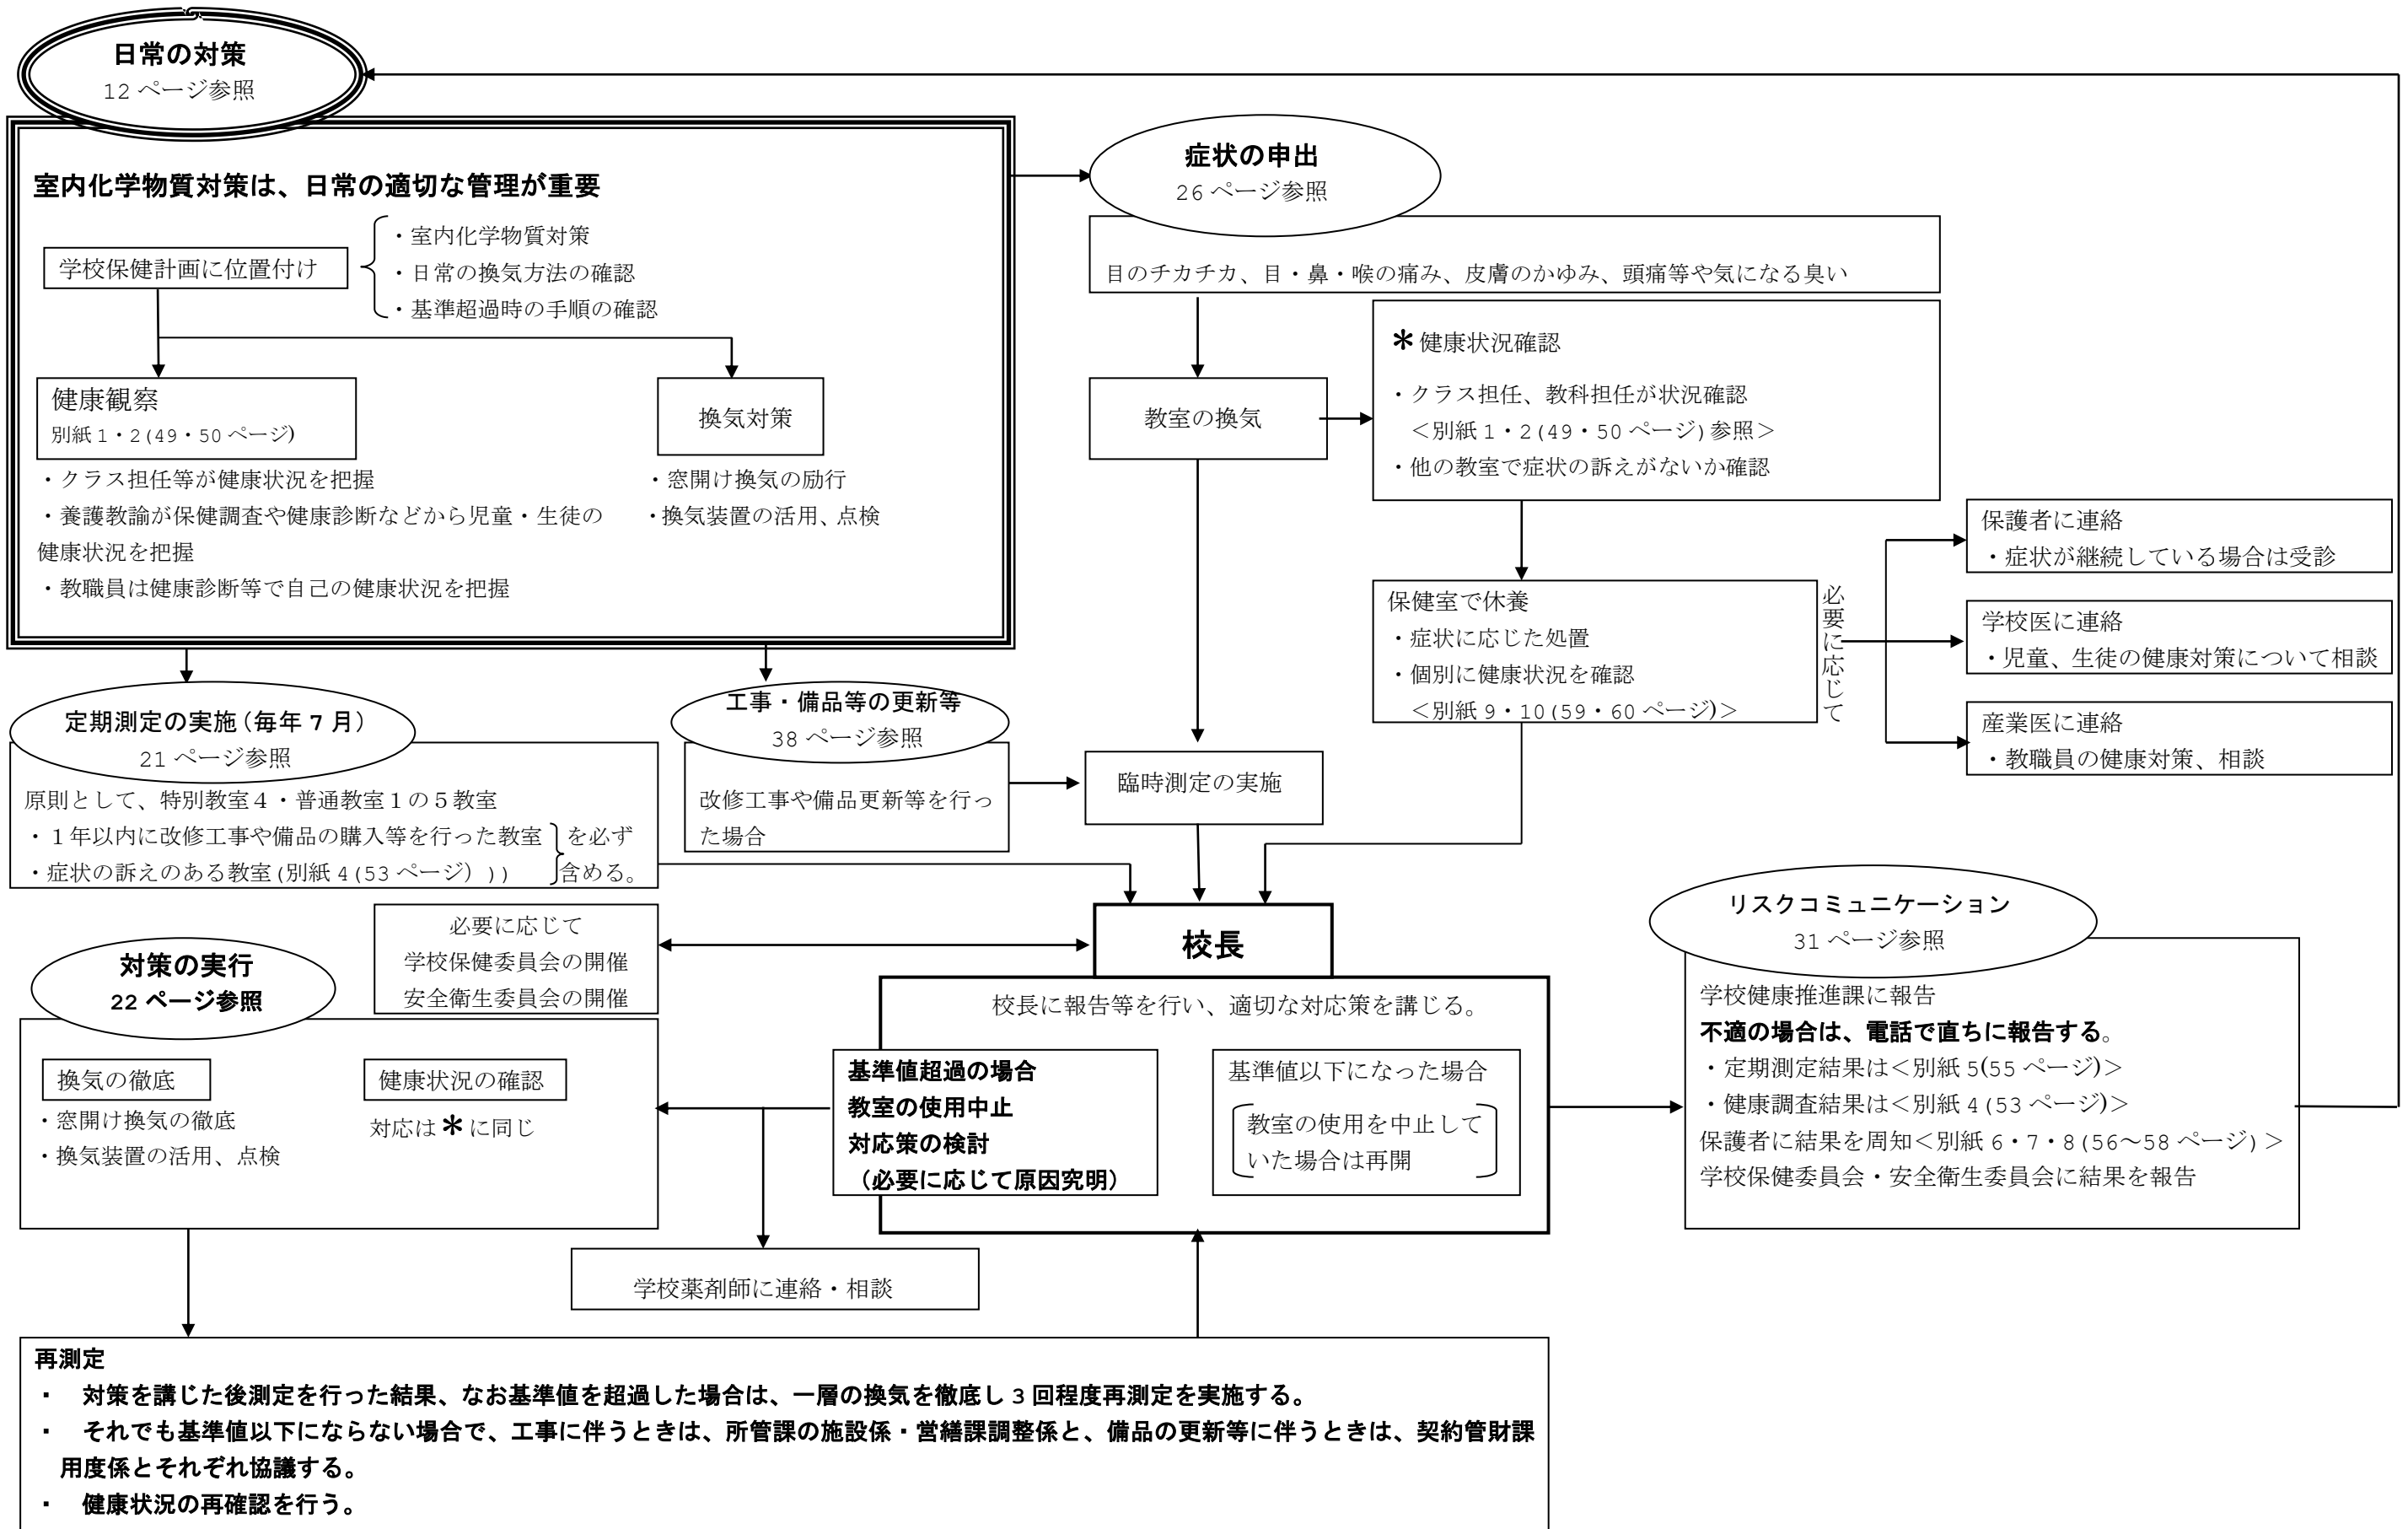 日常の対策
12 ページ参照
室内化学物質対策は、日常の適切な管理が重要
学校保健計画に位置付け
・室内化学物質対策
・日常の換気方法の確認
・基準超過時の手順の確認
健康観察
別紙 1・2(49・50 ページ)
・クラス担任等が健康状況を把握
・養護教諭が保健調査や健康診断などから児童・生徒の
健康状況を把握
・教職員は健康診断等で自己の健康状況を把握
換気対策
・窓開け換気の励行
・換気装置の活用、点検
症状の申出
26 ページ参照
目のチカチカ、目・鼻・喉の痛み、皮膚のかゆみ、頭痛等や気になる臭い
教室の換気
＊健康状況確認
・クラス担任、教科担任が状況確認
＜別紙 1・2(49・50 ページ)参照＞
・他の教室で症状の訴えがないか確認
保健室で休養
・症状に応じた処置
・個別に健康状況を確認
＜別紙 9・10(59・60 ページ)＞
必要に応じて
保護者に連絡
・症状が継続している場合は受診
学校医に連絡
・児童、生徒の健康対策について相談
産業医に連絡
・教職員の健康対策、相談
定期測定の実施（毎年 7 月）
21 ページ参照
原則として、特別教室４・普通教室１の５教室
・１年以内に改修工事や備品の購入等を行った教室
・症状の訴えのある教室(別紙 4(53 ページ）))
を必ず
含める。
工事・備品等の更新等
38 ページ参照
改修工事や備品更新等を行っ
た場合
臨時測定の実施
必要に応じて
学校保健委員会の開催
安全衛生委員会の開催
校長
校長に報告等を行い、適切な対応策を講じる。
基準値超過の場合
教室の使用中止
対応策の検討
（必要に応じて原因究明）
基準値以下になった場合
教室の使用を中止して
いた場合は再開
リスクコミュニケーション
31 ページ参照
学校健康推進課に報告
不適の場合は、電話で直ちに報告する。
・定期測定結果は＜別紙 5(55 ページ)＞
・健康調査結果は＜別紙 4(53 ページ)＞
保護者に結果を周知＜別紙 6・7・8(56～58 ページ)＞
学校保健委員会・安全衛生委員会に結果を報告
対策の実行
22 ページ参照
換気の徹底
・窓開け換気の徹底
・換気装置の活用、点検
健康状況の確認
対応は＊に同じ
学校薬剤師に連絡・相談
再測定
・ 対策を講じた後測定を行った結果、なお基準値を超過した場合は、一層の換気を徹底し 3 回程度再測定を実施する。
・ それでも基準値以下にならない場合で、工事に伴うときは、所管課の施設係・営繕課調整係と、備品の更新等に伴うときは、契約管財課
用度係とそれぞれ協議する。
・ 健康状況の再確認を行う。